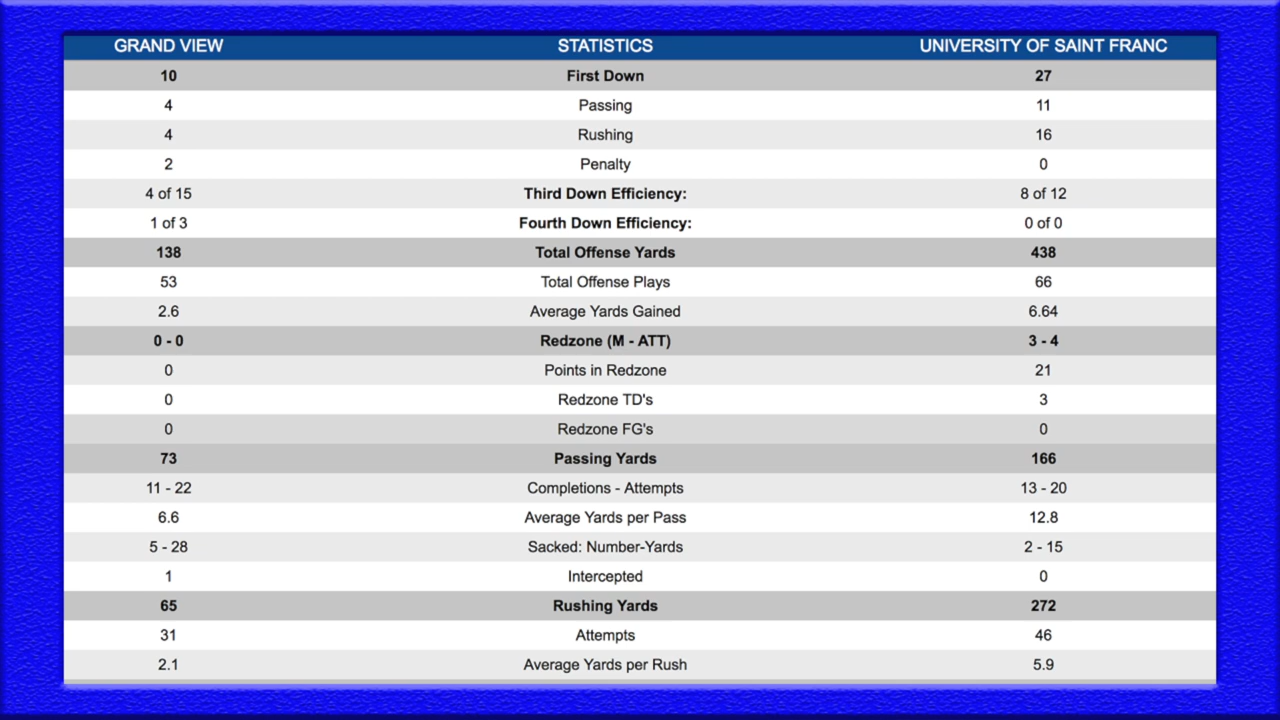 GRAND VIEW STATISTICS UNIVERSITY OF SAINT FRANC
10 First Down 27
4 Passing 11
4 Rushing 16
2 Penalty 0
4 of 15 Third Down Efficiency: 8 of 12
1 of 3 Fourth Down Efficiency: 0 of 0
138 Total Offense Yards 438
53 Total Offense Plays 66
2.6 Average Yards Gained 6.64
0 - 0 Redzone (M - ATT) 3 - 4
0 Points in Redzone 21
0 Redzone TD's 3
0 Redzone FG's 0
73 Passing Yards 166
11 - 22 Completions - Attempts 13 - 20
6.6 Average Yards per Pass 12.8
5 - 28 Sacked: Number-Yards 2 - 15
1 Intercepted 0
65 Rushing Yards 272
31 Attempts 46
2.1 Average Yards per Rush 5.9